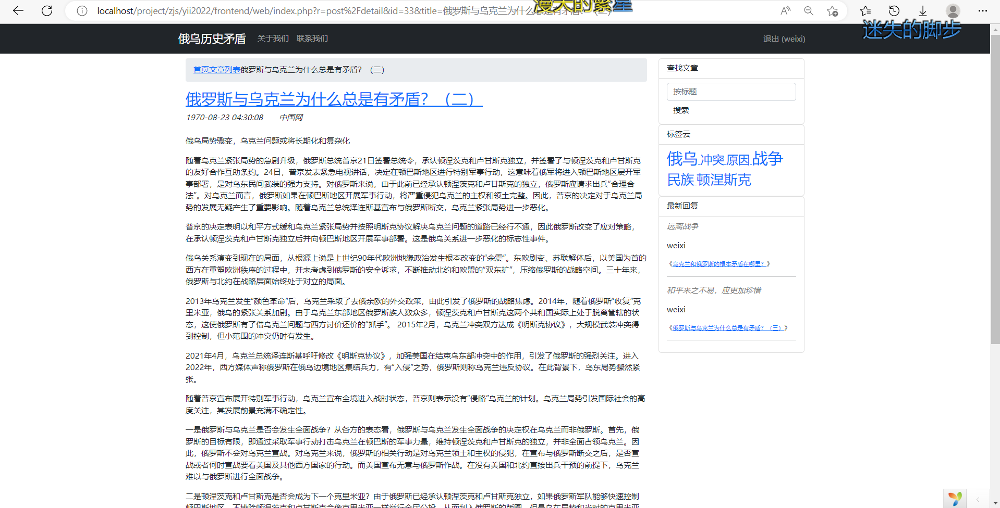 漫天的繁星
localhost/project/zjs/yii2022/frontend/web/index.php?r=post%2Fdetail&id=33&title=俄罗斯与乌克兰为什么总是有矛盾？（二）
迷失的脚步
俄乌历史矛盾 关于我们 联系我们 退出 (weixi)
首页文章列表俄罗斯与乌克兰为什么总是有矛盾？（二）
俄罗斯与乌克兰为什么总是有矛盾？（二）
1970-08-23 04:30:08 中国网
俄乌局势骤变，乌克兰问题或将长期化和复杂化
随着乌克兰紧张局势的急剧升级，俄罗斯总统普京21日签署总统令，承认顿涅茨克和卢甘斯克独立，并签署了与顿涅茨克和卢甘斯克
的友好合作互助条约。24日，普京发表紧急电视讲话，决定在顿巴斯地区进行特别军事行动，这意味着俄军将进入顿巴斯地区展开军
事部署，是对乌东民间武装的强力支持。对俄罗斯来说，由于此前已经承认顿涅茨克和卢甘斯克的独立，俄罗斯应请求出兵“合理合
法”。对乌克兰而言，俄罗斯如果在顿巴斯地区开展军事行动，将严重侵犯乌克兰的主权和领土完整。因此，普京的决定对于乌克兰局
势的发展无疑产生了重要影响。随着乌克兰总统泽连斯基宣布与俄罗斯断交，乌克兰紧张局势进一步恶化。
普京的决定表明以和平方式缓和乌克兰紧张局势并按照明斯克协议解决乌克兰问题的道路已经行不通，因此俄罗斯改变了应对策略，
在承认顿涅茨克和卢甘斯克独立后并向顿巴斯地区开展军事部署。这是俄乌关系进一步恶化的标志性事件。
俄乌关系演变到现在的局面，从根源上说是上世纪90年代欧洲地缘政治发生根本改变的“余震”。东欧剧变、苏联解体后，以美国为首的
西方在重塑欧洲秩序的过程中，并未考虑到俄罗斯的安全诉求，不断推动北约和欧盟的“双东扩”，压缩俄罗斯的战略空间。三十年来，
俄罗斯与北约在战略层面始终处于对立的局面。
2013年乌克兰发生“颜色革命”后，乌克兰采取了去俄亲欧的外交政策，由此引发了俄罗斯的战略焦虑。2014年，随着俄罗斯“收复”克
里米亚，俄乌的紧张关系加剧。由于乌克兰东部地区俄罗斯族人数众多，顿涅茨克和卢甘斯克这两个共和国实际上处于脱离管辖的状
态，这使俄罗斯有了借乌克兰问题与西方讨价还价的“抓手”。 2015年2月，乌克兰冲突双方达成《明斯克协议》，大规模武装冲突得
到控制，但小范围的冲突仍时有发生。
2021年4月，乌克兰总统泽连斯基呼吁修改《明斯克协议》，加强美国在结束乌东部冲突中的作用，引发了俄罗斯的强烈关注。进入
2022年，西方媒体声称俄罗斯在俄乌边境地区集结兵力，有“入侵”之势，俄罗斯则称乌克兰违反协议。在此背景下，乌东局势骤然紧
张。
随着普京宣布展开特别军事行动，乌克兰宣布全境进入战时状态，普京则表示没有“侵略”乌克兰的计划。乌克兰局势引发国际社会的高
度关注，其发展前景充满不确定性。
一是俄罗斯与乌克兰是否会发生全面战争？从各方的表态看，俄罗斯与乌克兰发生全面战争的决定权在乌克兰而非俄罗斯。首先，俄
罗斯的目标有限，即通过采取军事行动打击乌克兰在顿巴斯的军事力量，维持顿涅茨克和卢甘斯克的独立，并非全面占领乌克兰。因
此，俄罗斯不会对乌克兰宣战。对乌克兰来说，俄罗斯的相关行动是对乌克兰领土和主权的侵犯，在宣布与俄罗斯断交之后，是否宣
战或者何时宣战要看美国及其他西方国家的行动。而美国宣布无意与俄罗斯作战。在没有美国和北约直接出兵干预的前提下，乌克兰
难以与俄罗斯进行全面战争。
二是顿涅茨克和卢甘斯克是否会成为下一个克里米亚？由于俄罗斯已经承认顿涅茨克和卢甘斯克独立，如果俄罗斯军队能够快速控制
顿巴斯地区，不排除顿涅茨克和卢甘斯克会像克里米亚一样举行全民公投，从而划入俄罗斯的版图。但是乌东局势和当时的克里米亚
查找文章
按标题
搜索
标签云
俄乌 冲突 原因 战争
民族 顿涅斯克
最新回复
远离战争
weixi
《乌克兰和俄罗斯的根本矛盾在哪里？》
和平来之不易，应更加珍惜
weixi
《俄罗斯与乌克兰为什么总是有矛盾？（三）》